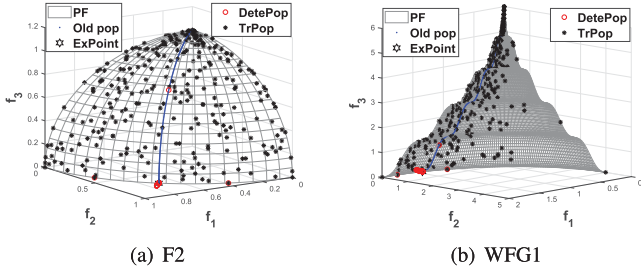 PF
Old pop
ExPoint
DetePop
TrPop
1.2
1
0.8
0.6
0.4
0.2
0
f3
0
0.5
1
f2
1
0.8
0.6
0.4
0.2
0
f1
(a) F2
PF
Old pop
ExPoint
DetePop
TrPop
7
6
5
4
3
2
1
0
f3
0
1
2
3
4
5
f2
2
1.5
1
0.5
0
f1
(b) WFG1